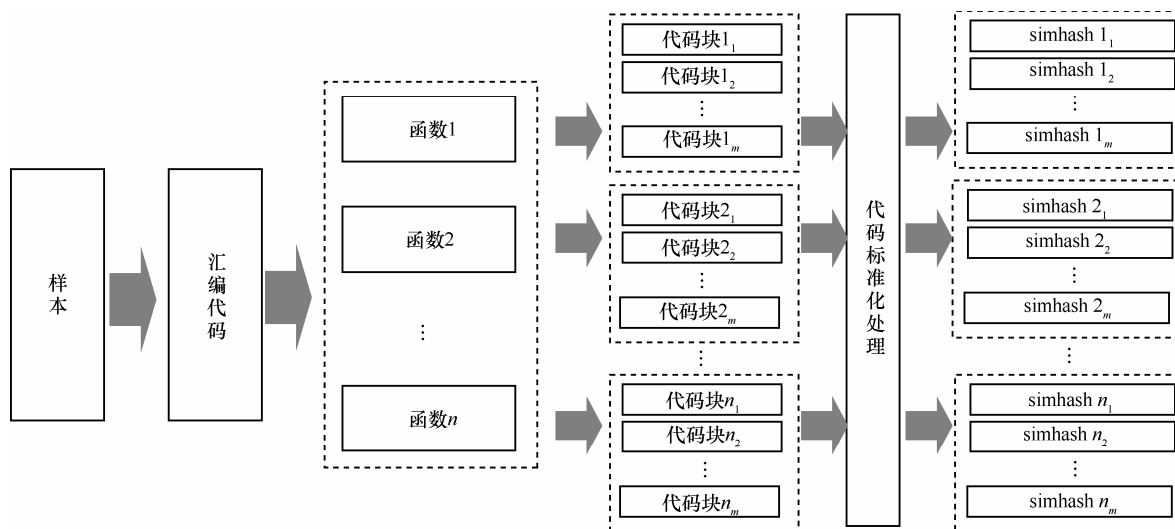 样本
汇编代码
函数1
函数2
⋮
函数n
代码块1₁
代码块1₂
⋮
代码块1ₘ
代码块2₁
代码块2₂
⋮
代码块2ₘ
⋮
代码块n₁
代码块n₂
⋮
代码块nₘ
代码标准化处理
simhash 1₁
simhash 1₂
⋮
simhash 1ₘ
simhash 2₁
simhash 2₂
⋮
simhash 2ₘ
⋮
simhash n₁
simhash n₂
⋮
simhash nₘ